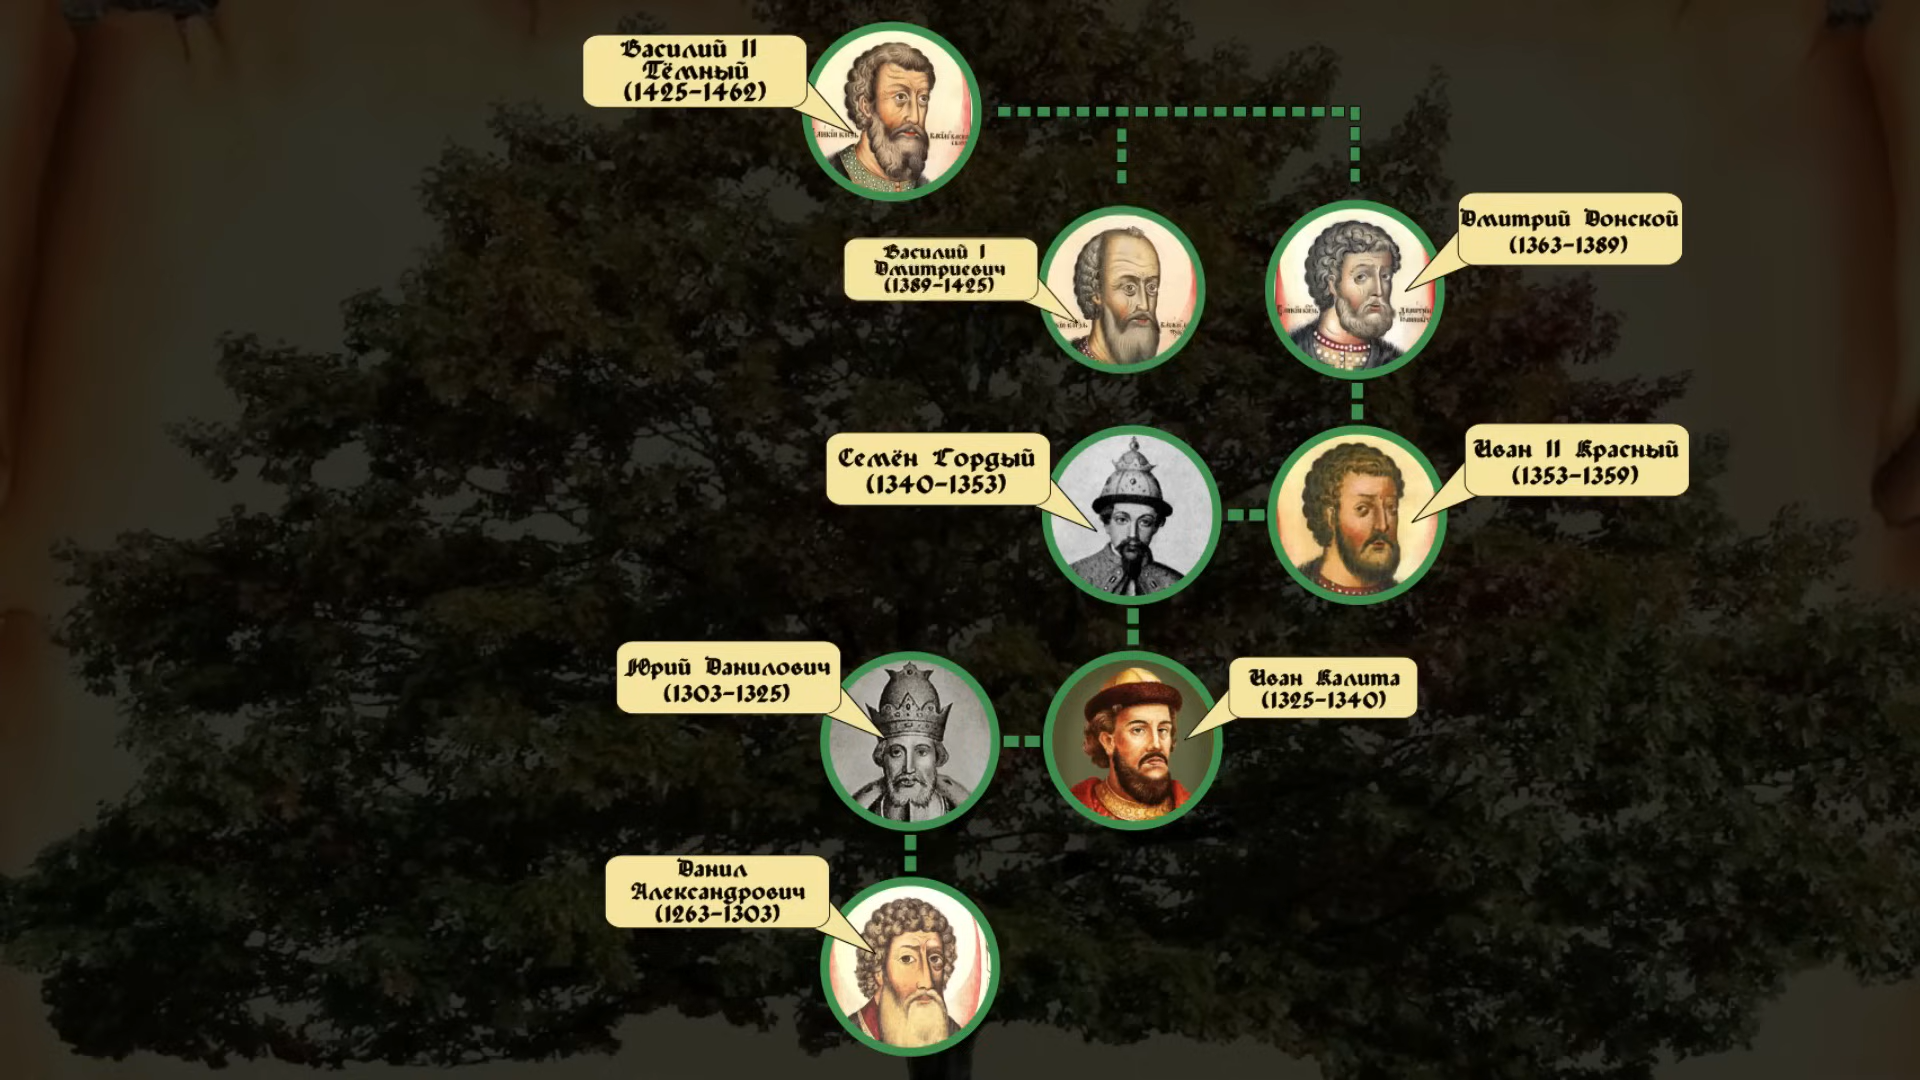 Василий II
Тёмный
(1425-1462)
Дмитрий Донской
(1363-1389)
Василий I
Дмитриевич
(1389-1425)
Семён Гордый
(1340-1353)
Иван II Красный
(1353-1359)
Юрий Данилович
(1303-1325)
Иван Калита
(1325-1340)
Данил
Александрович
(1263-1303)